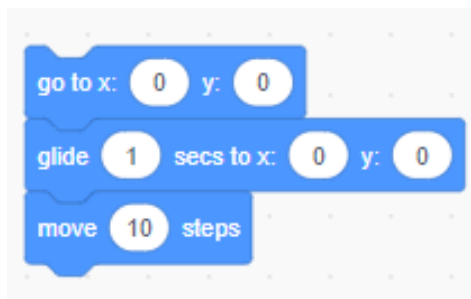 go to x: 0 y: 0
glide 1 secs to x: 0 y: 0
move 10 steps